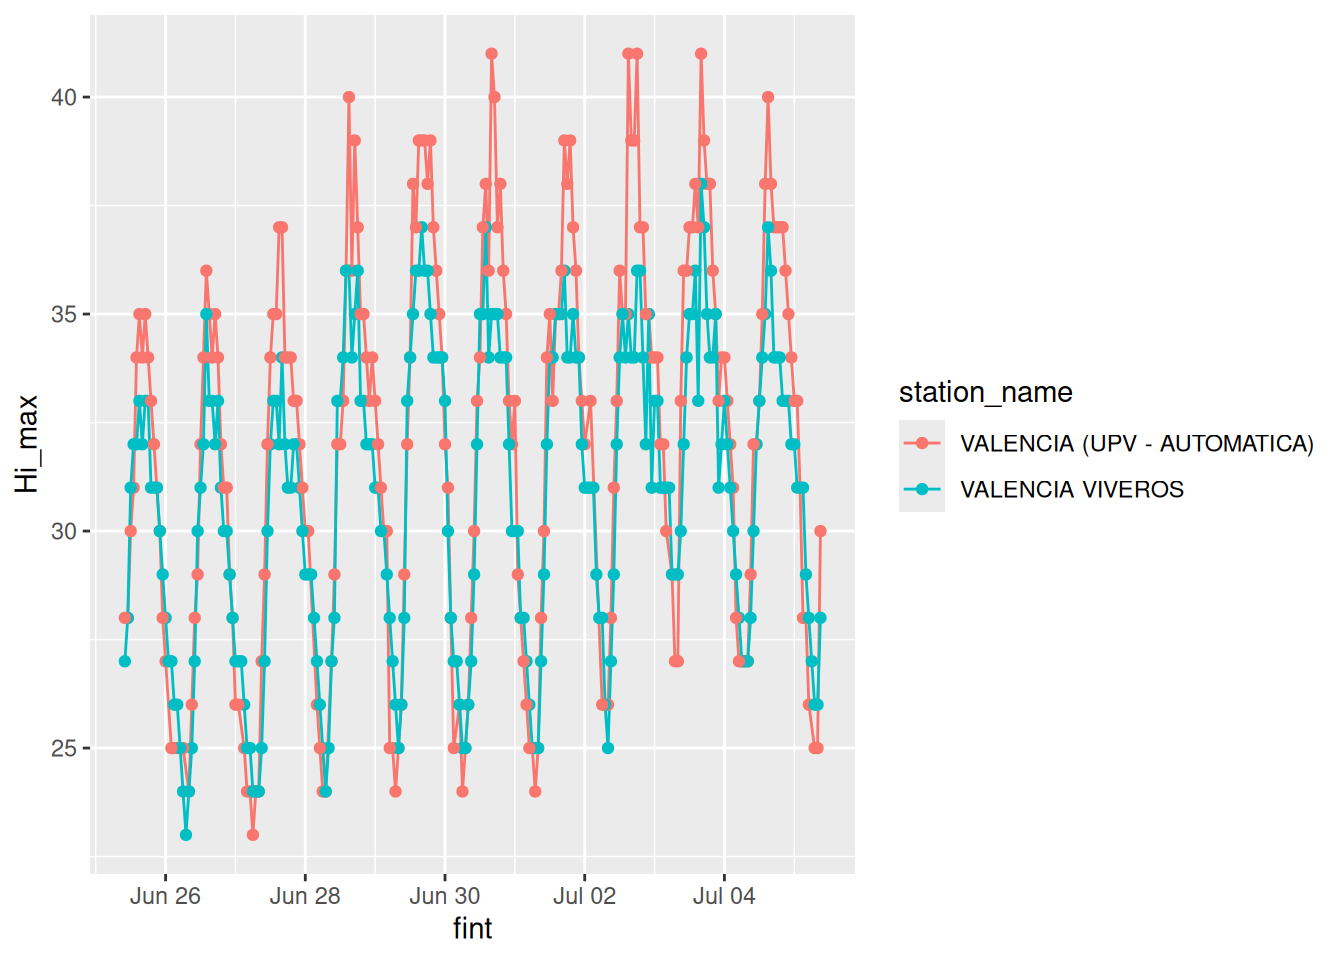 Hi_max
40
35
30
25
Jun 26
Jun 28
Jun 30
Jul 02
Jul 04
fint
station_name
VALENCIA (UPV - AUTOMATICA)
VALENCIA VIVEROS